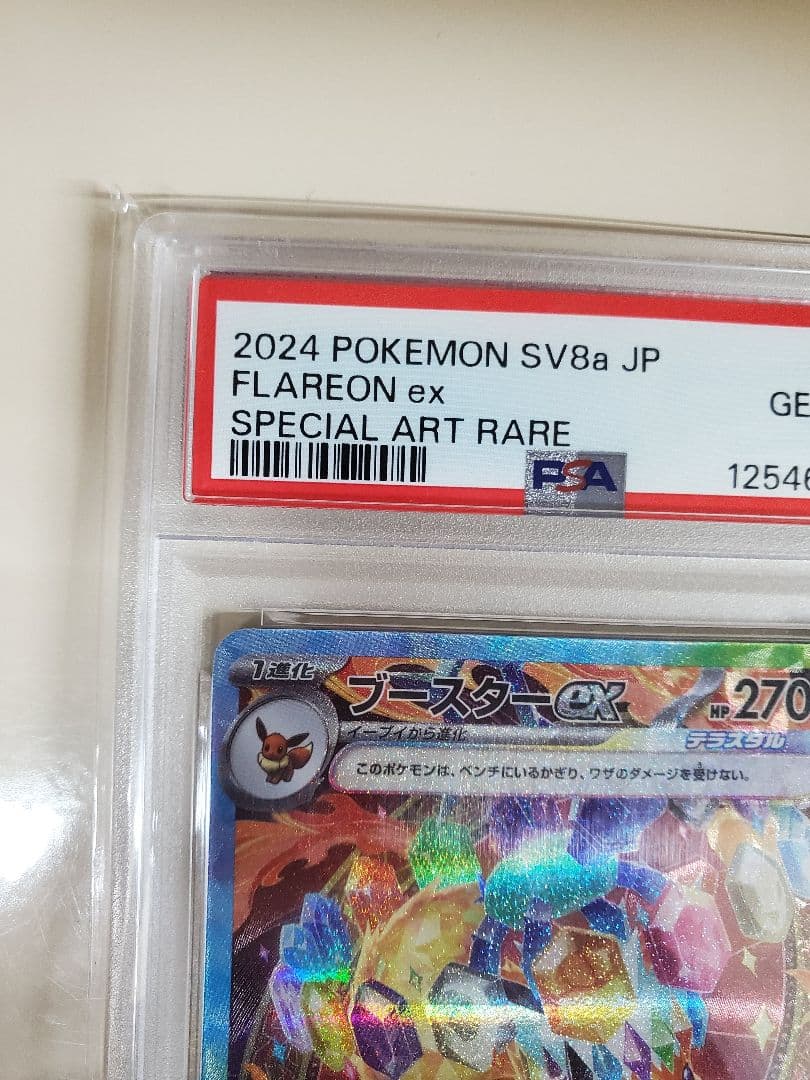 2024 POKEMON SV8a JP
FLAREON ex
GE
SPECIAL ART RARE
PSA
12546
1進化
ブースターex
HP 270
イーブイから進化
テラスタル
このポケモンは、ベンチにいるかぎり、ワザのダメージを受けない。